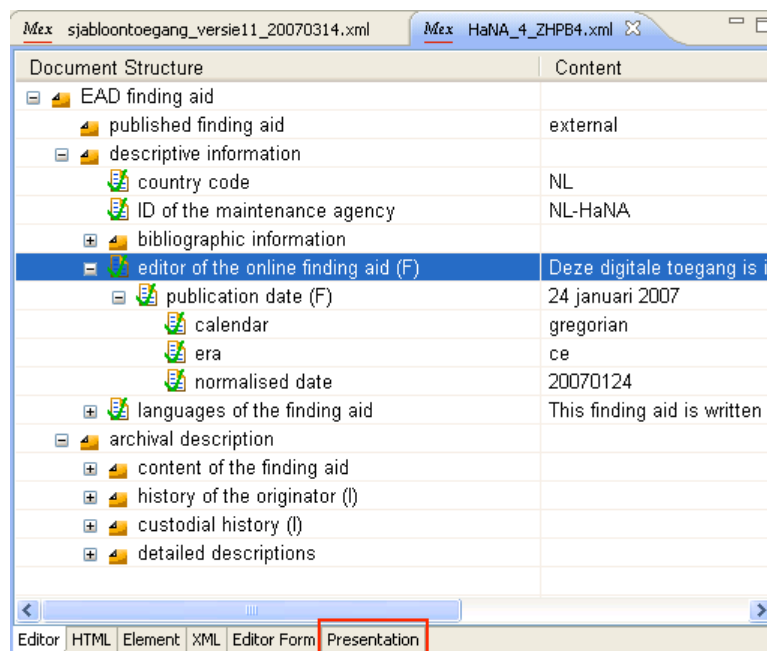 Mex sjabloontoegang_versie11_20070314.xml Mex HaNA_4_ZHPB4.xml
Document Structure Content
EAD finding aid
published finding aid external
descriptive information
country code NL
ID of the maintenance agency NL-HaNA
bibliographic information
editor of the online finding aid (F) Deze digitale toegang is i
publication date (F) 24 januari 2007
calendar gregorian
era ce
normalised date 20070124
languages of the finding aid This finding aid is written
archival description
content of the finding aid
history of the originator (I)
custodial history (I)
detailed descriptions
Editor HTML Element XML Editor Form Presentation